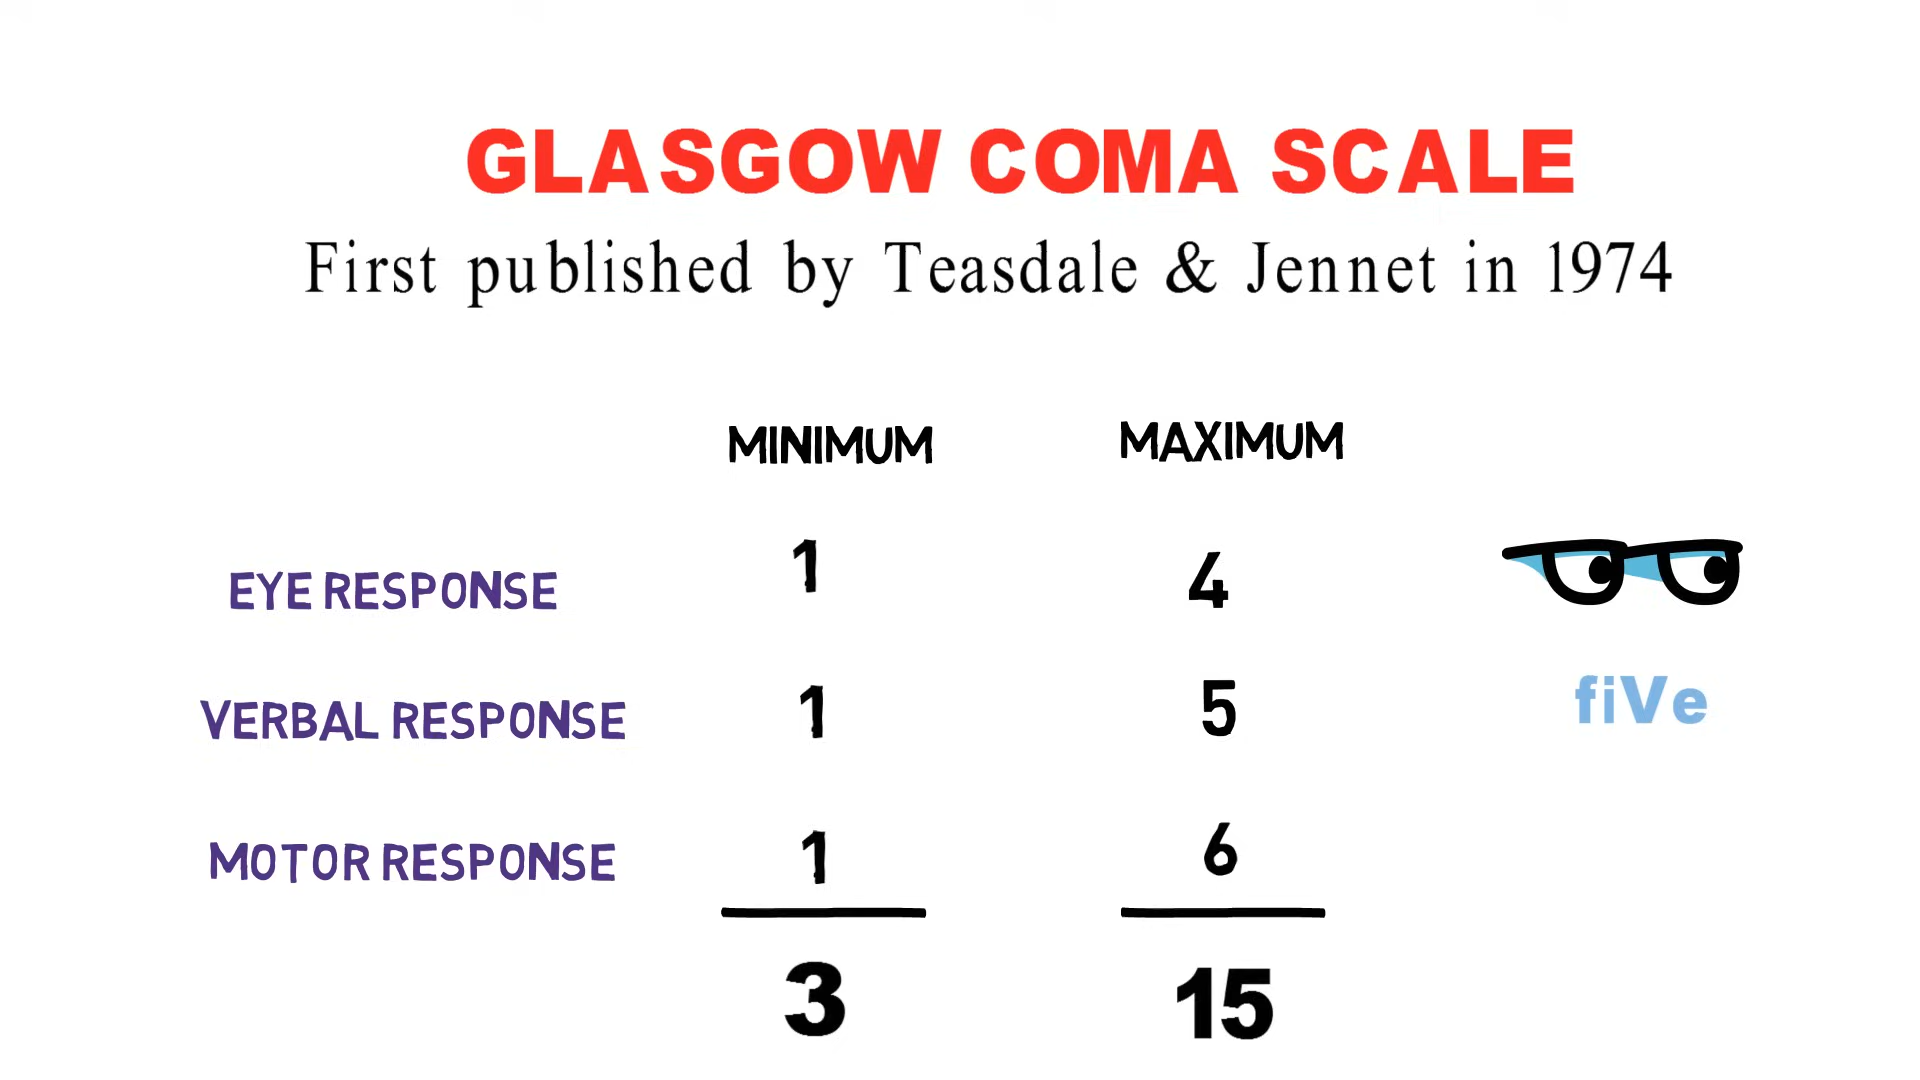 GLASGOW COMA SCALE
First published by Teasdale & Jennet in 1974
MINIMUM MAXIMUM
EYE RESPONSE 1 4
VERBAL RESPONSE 1 5 fiVe
MOTOR RESPONSE 1 6
3 15